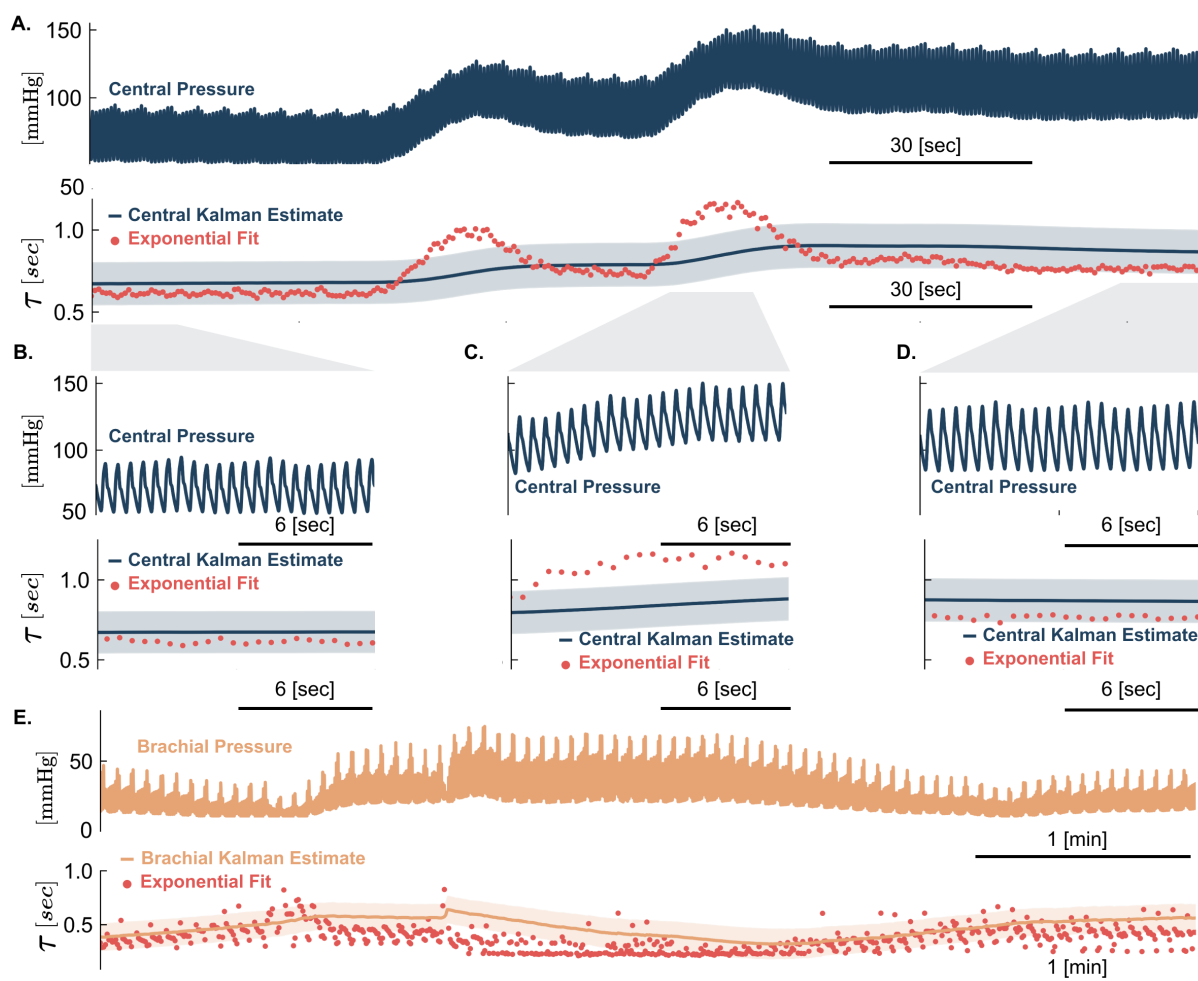 A.
150
100
50
[mmHg]
Central Pressure
30 [sec]
1.0
0.5
τ [sec]
Central Kalman Estimate
Exponential Fit
30 [sec]
B.
C.
D.
150
100
50
[mmHg]
Central Pressure
6 [sec]
Central Pressure
6 [sec]
Central Pressure
6 [sec]
1.0
0.5
τ [sec]
Central Kalman Estimate
Exponential Fit
6 [sec]
Central Kalman Estimate
Exponential Fit
6 [sec]
Central Kalman Estimate
Exponential Fit
6 [sec]
E.
50
0
[mmHg]
Brachial Pressure
1 [min]
1.0
0.5
τ [sec]
Brachial Kalman Estimate
Exponential Fit
1 [min]